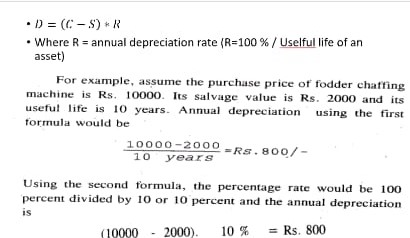 • D = (C – S) * R
• Where R = annual depreciation rate (R=100 % / Uselful life of an
asset)
For example, assume the purchase price of fodder chaffing
machine is Rs. 10000. Its salvage value is Rs. 2000 and its
useful life is 10 years. Annual depreciation using the first
formula would be
10000-2000
10 years
=Rs.800/-
Using the second formula, the percentage rate would be 100
percent divided by 10 or 10 percent and the annual depreciation
is
(10000 - 2000). 10 % = Rs. 800